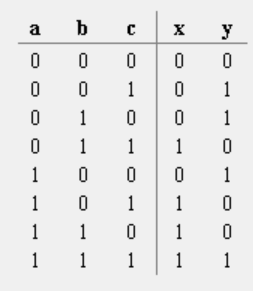 a b c x y
0 0 0 0 0
0 0 1 0 1
0 1 0 0 1
0 1 1 1 0
1 0 0 0 1
1 0 1 1 0
1 1 0 1 0
1 1 1 1 1